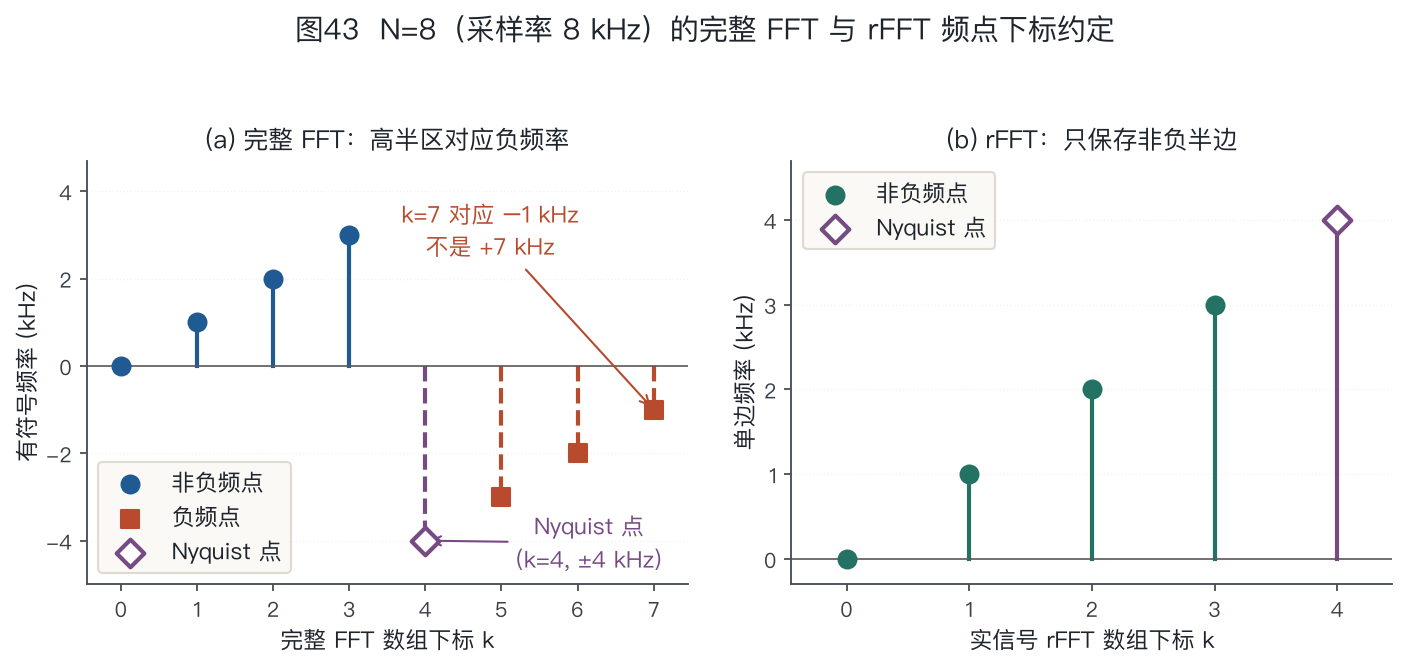 图43  N=8（采样率 8 kHz）的完整 FFT 与 rFFT 频点下标约定
(a) 完整 FFT：高半区对应负频率
有符号频率 (kHz)
4
2
0
−2
−4
k=7 对应 −1 kHz
不是 +7 kHz
非负频点
负频点
Nyquist 点
Nyquist 点
(k=4, ±4 kHz)
0 1 2 3 4 5 6 7
完整 FFT 数组下标 k
(b) rFFT：只保存非负半边
单边频率 (kHz)
非负频点
Nyquist 点
4
3
2
1
0
0 1 2 3 4
实信号 rFFT 数组下标 k